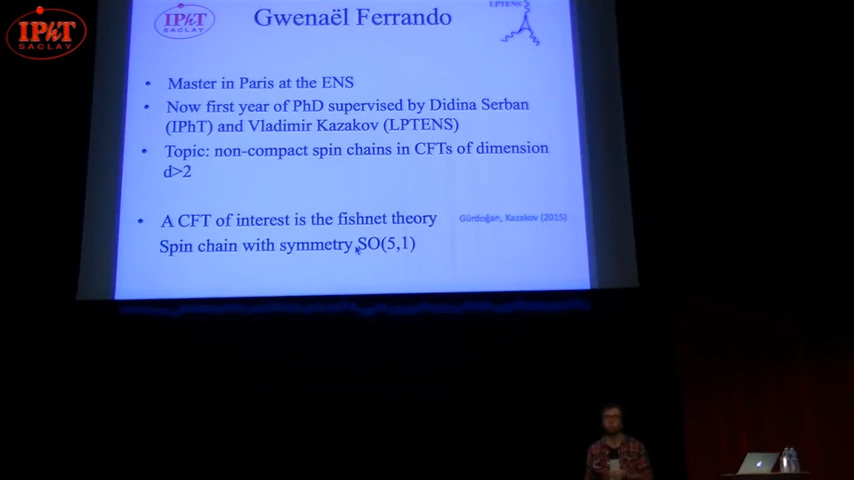 IPhT
SACLAY
IPhT
SACLAY
Gwenaël Ferrando
LPTENS
• Master in Paris at the ENS
• Now first year of PhD supervised by Didina Serban
(IPhT) and Vladimir Kazakov (LPTENS)
• Topic: non-compact spin chains in CFTs of dimension
d>2
• A CFT of interest is the fishnet theory
Gürdoğan, Kazakov (2015)
Spin chain with symmetry SO(5,1)